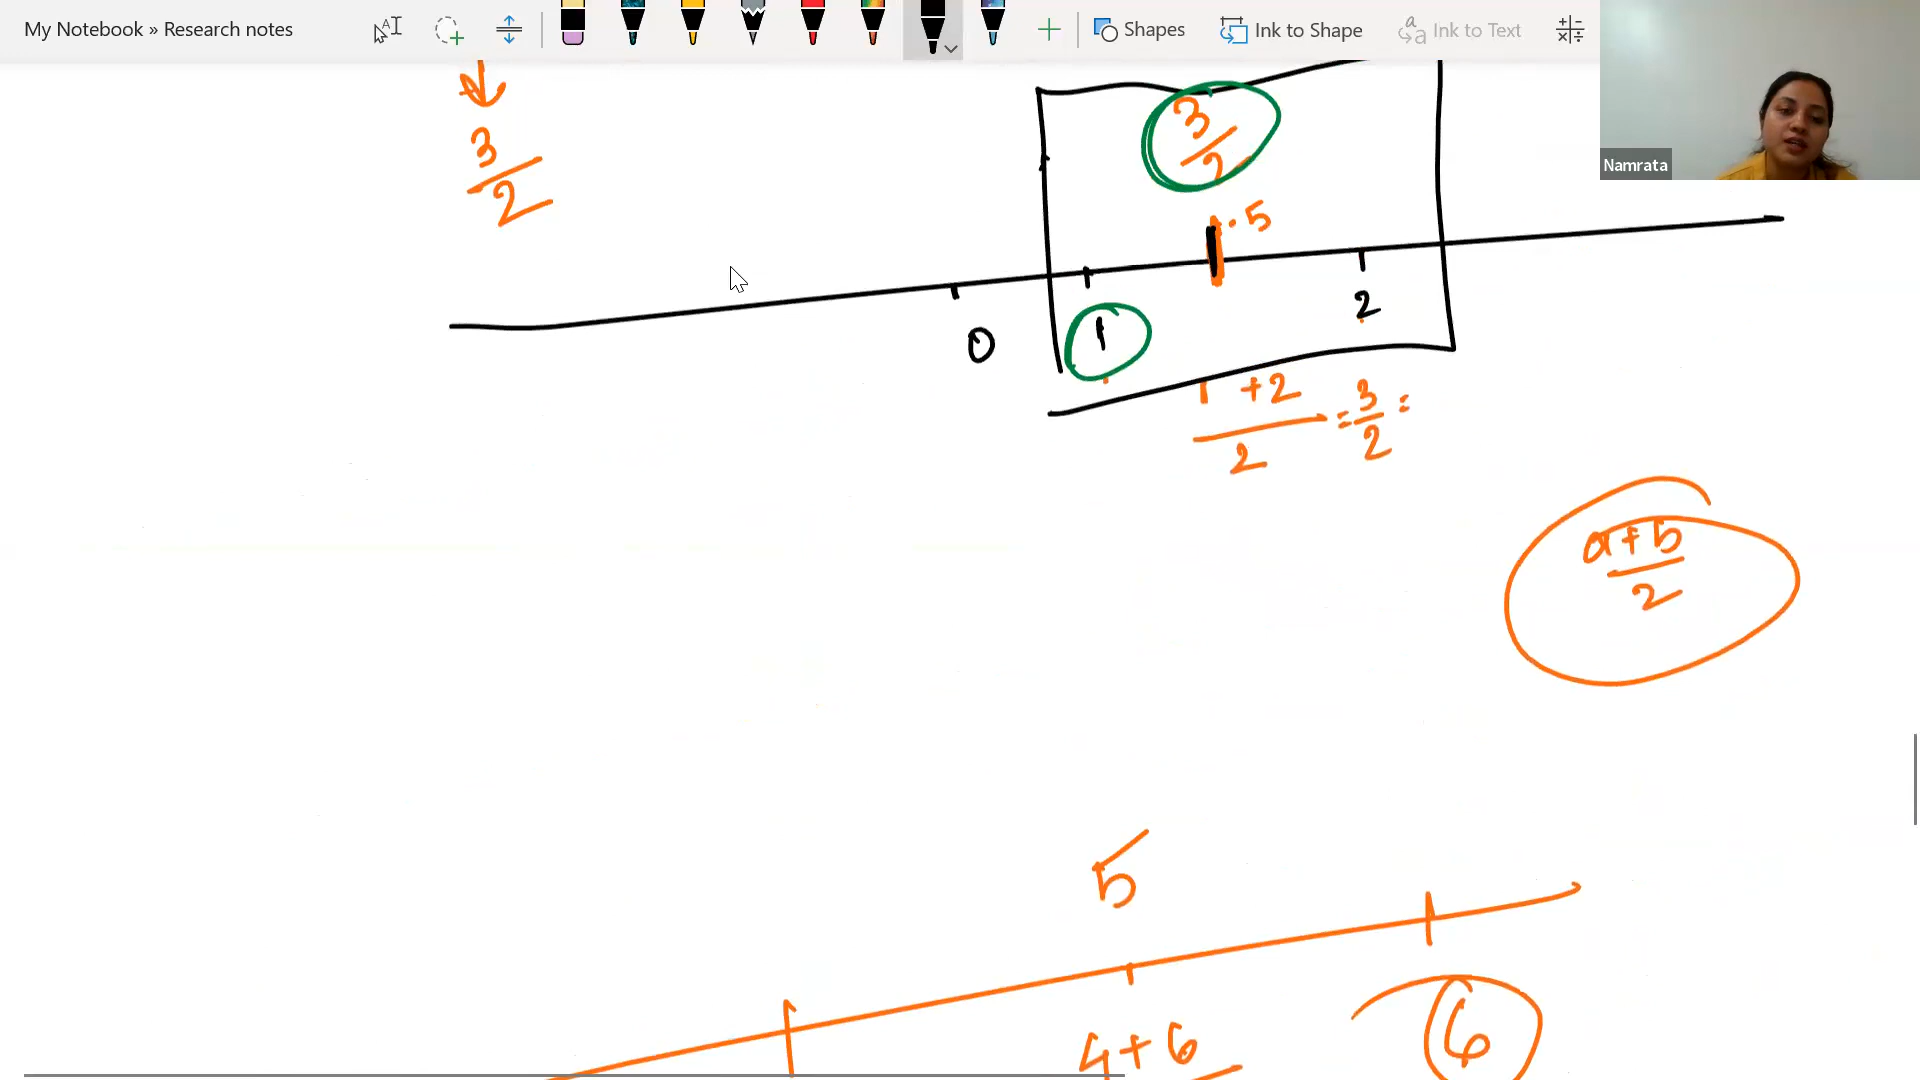 My Notebook » Research notes
Shapes
Ink to Shape
Ink to Text
Namrata
3
2
3
2
1.5
0
1
2
1 + 2
2
= 3
2
=
a+b
2
5
4+6
6